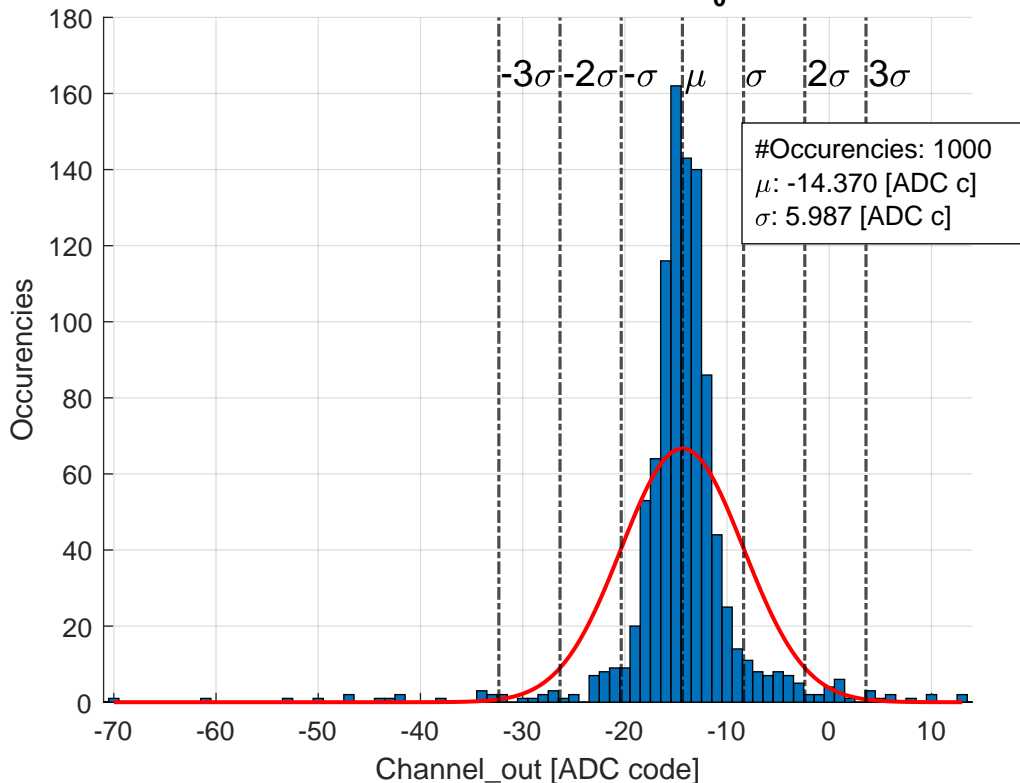 0
180
160
140
120
100
80
60
40
20
0
Occurencies
-3σ -2σ -σ μ σ 2σ 3σ
#Occurencies: 1000
μ: -14.370 [ADC c]
σ: 5.987 [ADC c]
-70 -60 -50 -40 -30 -20 -10 0 10
Channel_out [ADC code]